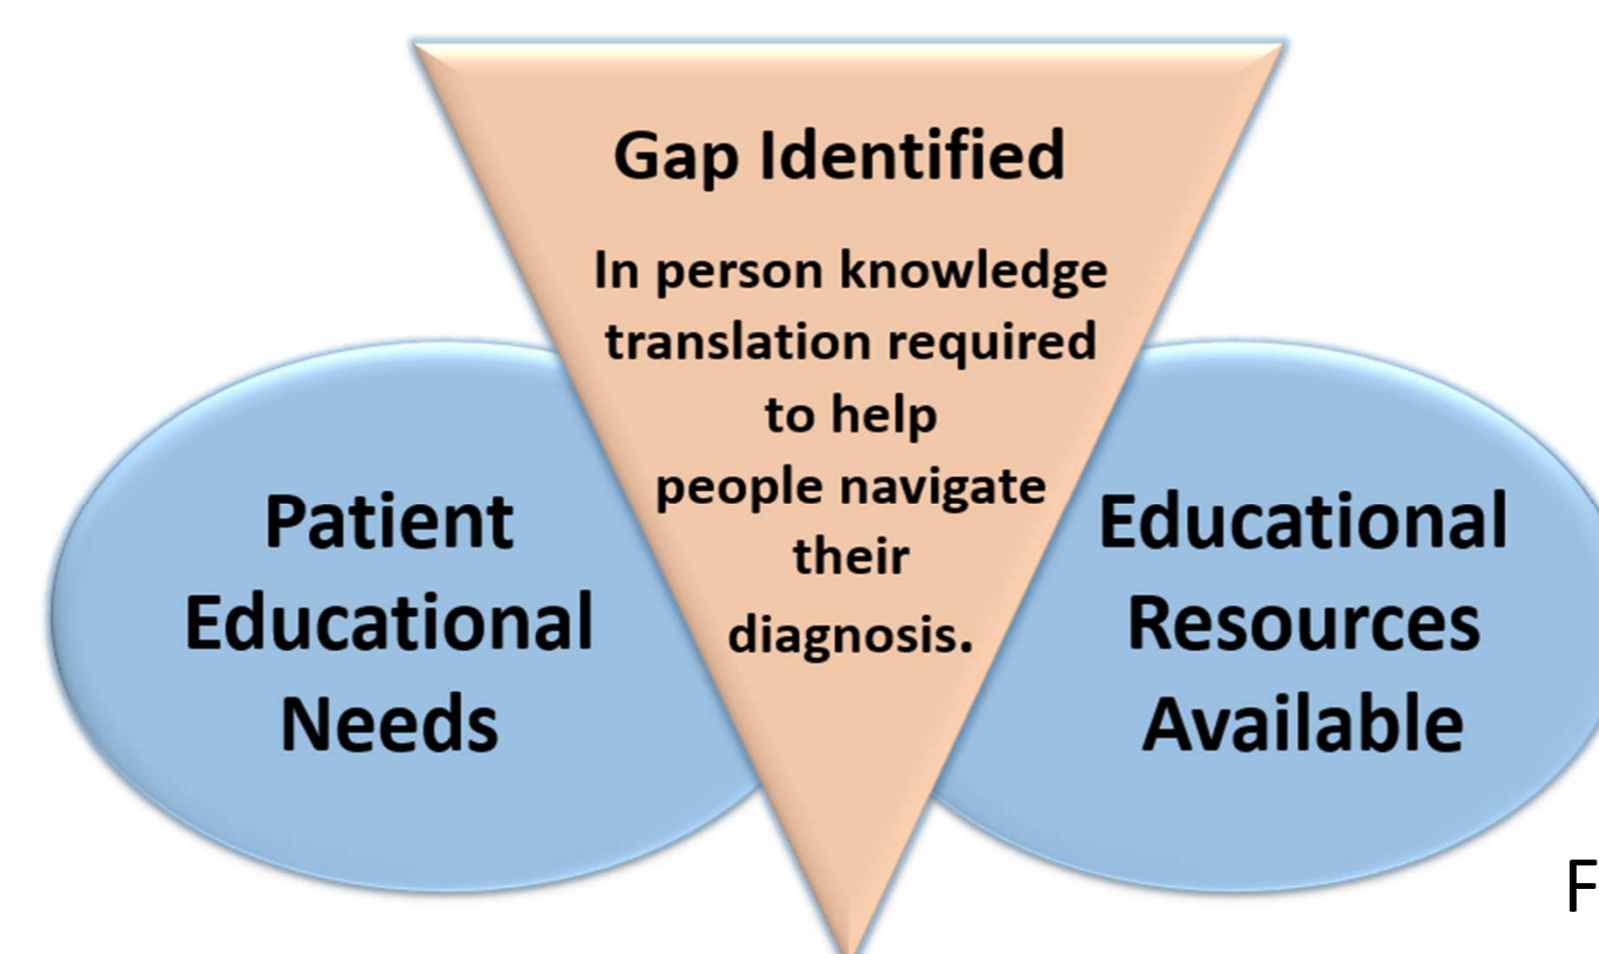 Gap Identified
In person knowledge
translation required
to help
people navigate
their
diagnosis.
Patient
Educational
Needs
Educational
Resources
Available
F